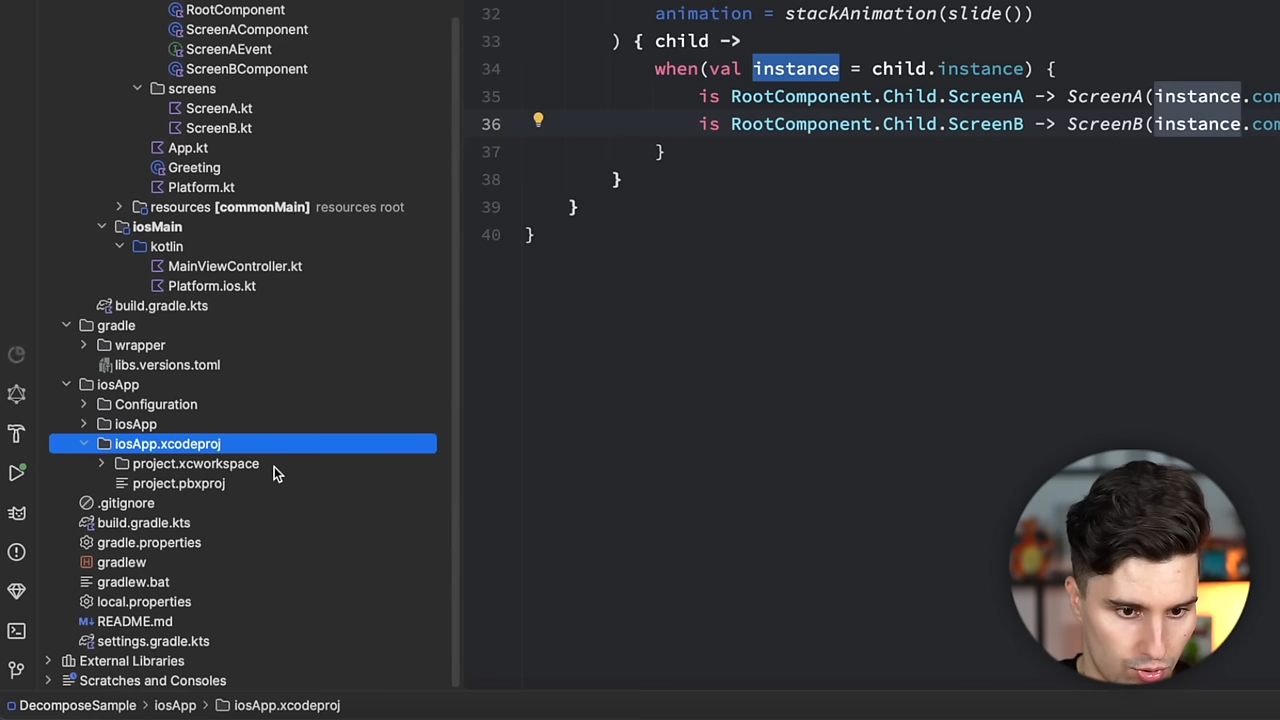 RootComponent
ScreenAComponent
ScreenAEvent
ScreenBComponent
screens
ScreenA.kt
ScreenB.kt
App.kt
Greeting
Platform.kt
resources [commonMain] resources root
iosMain
kotlin
MainViewController.kt
Platform.ios.kt
build.gradle.kts
gradle
wrapper
libs.versions.toml
iosApp
Configuration
iosApp
iosApp.xcodeproj
project.xcworkspace
project.pbxproj
.gitignore
build.gradle.kts
gradle.properties
gradlew
gradlew.bat
local.properties
README.md
settings.gradle.kts
External Libraries
Scratches and Consoles
32 animation = stackAnimation(slide())
33 ) { child ->
34 when(val instance = child.instance) {
35 is RootComponent.Child.ScreenA -> ScreenA(instance.com
36 is RootComponent.Child.ScreenB -> ScreenB(instance.com
37 }
38 }
39 }
40 }
DecomposeSample > iosApp > iosApp.xcodeproj